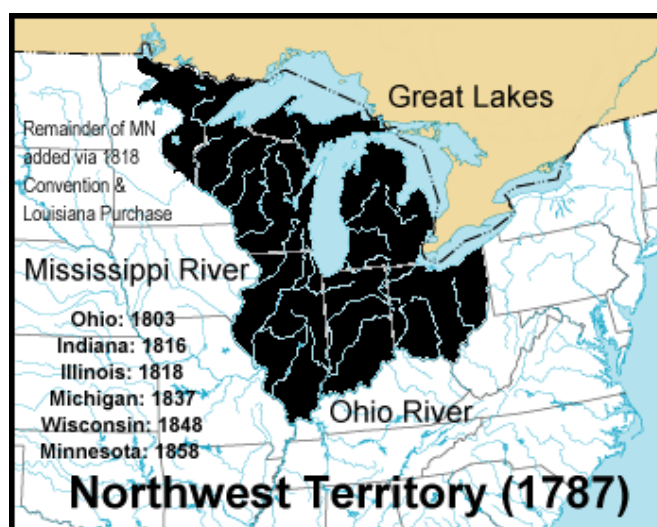 Great Lakes
Remainder of MN
added via 1818
Convention &
Louisiana Purchase
Mississippi River
Ohio: 1803
Indiana: 1816
Illinois: 1818
Michigan: 1837
Wisconsin: 1848
Minnesota: 1858
Ohio River
Northwest Territory (1787)